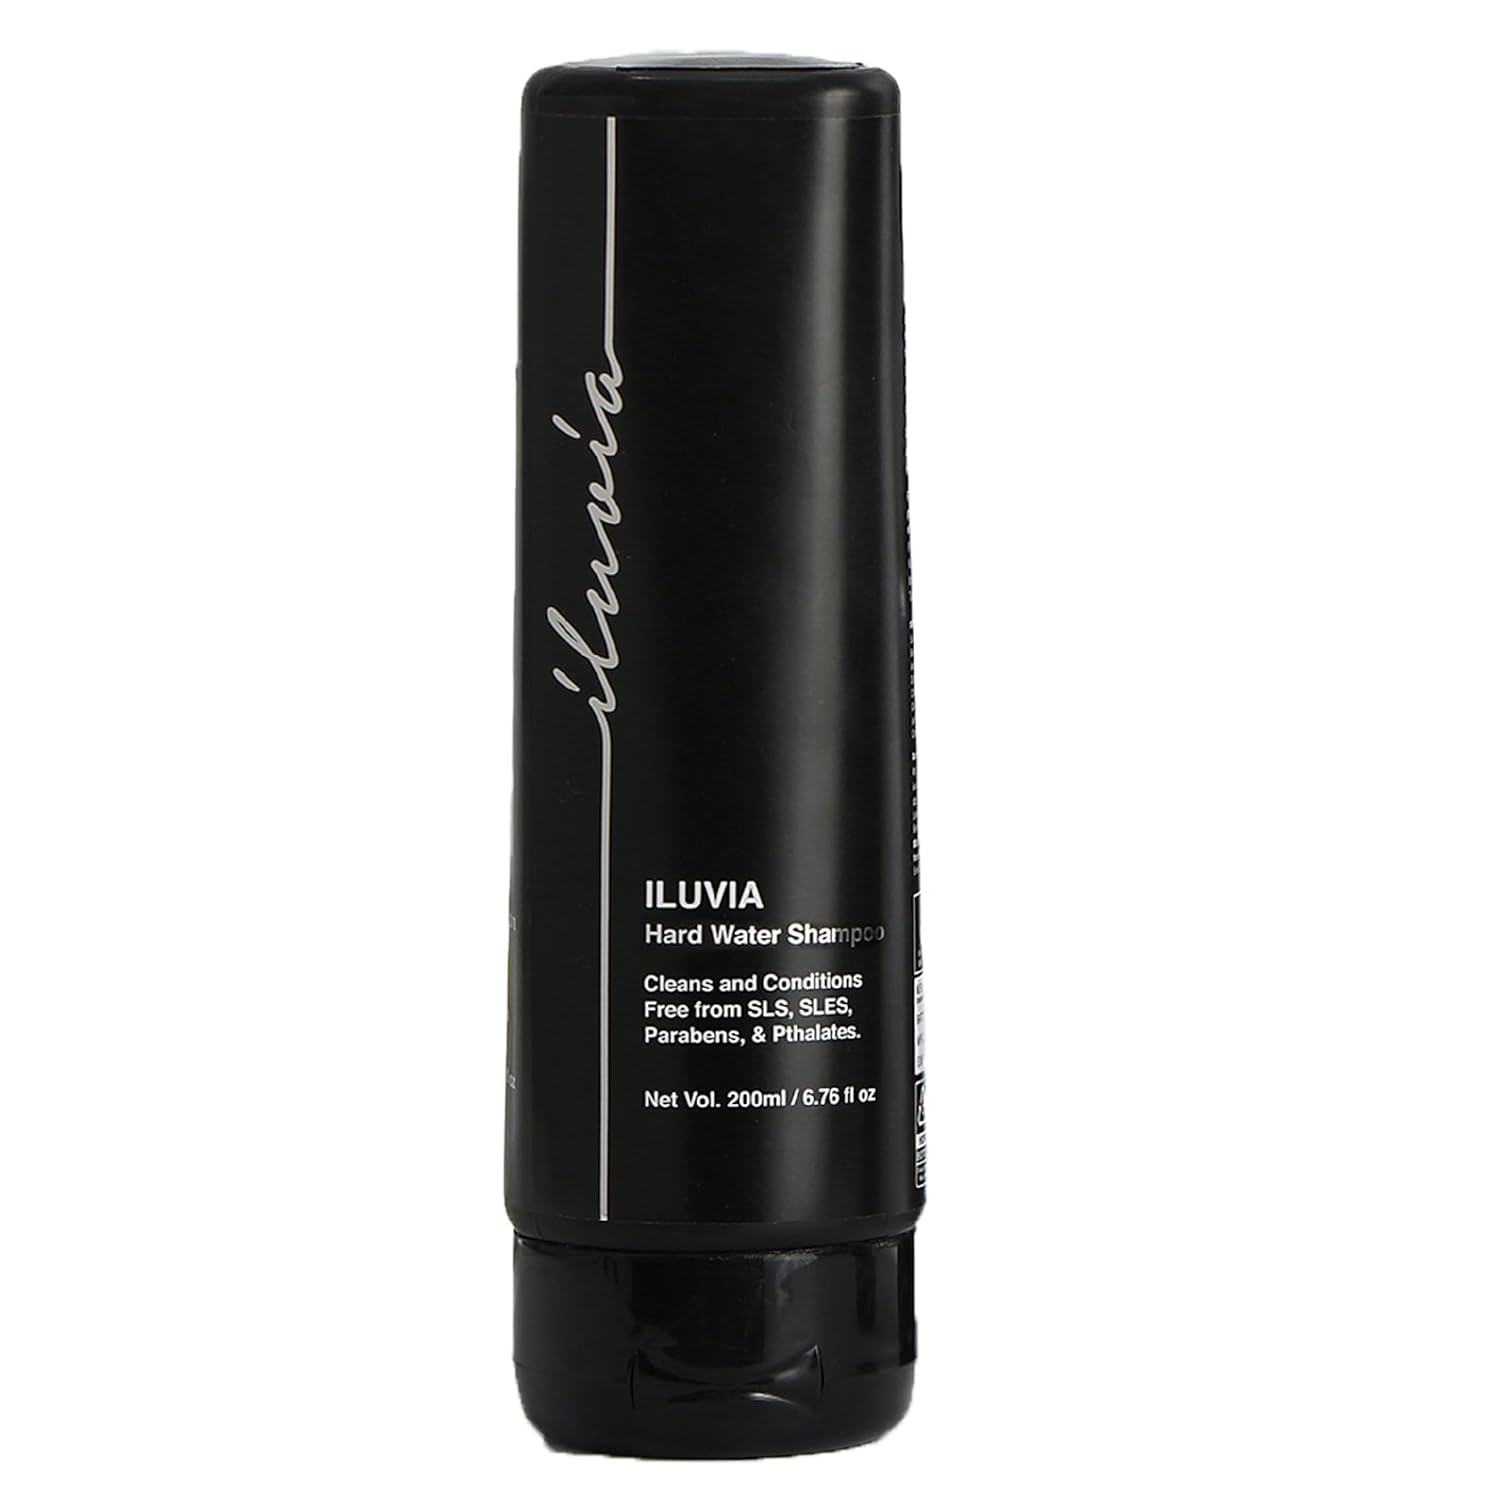 iluvia
ILUVIA
Hard Water Shampoo
Cleans and Conditions
Free from SLS, SLES,
Parabens, & Pthalates.
Net Vol. 200ml / 6.76 fl oz